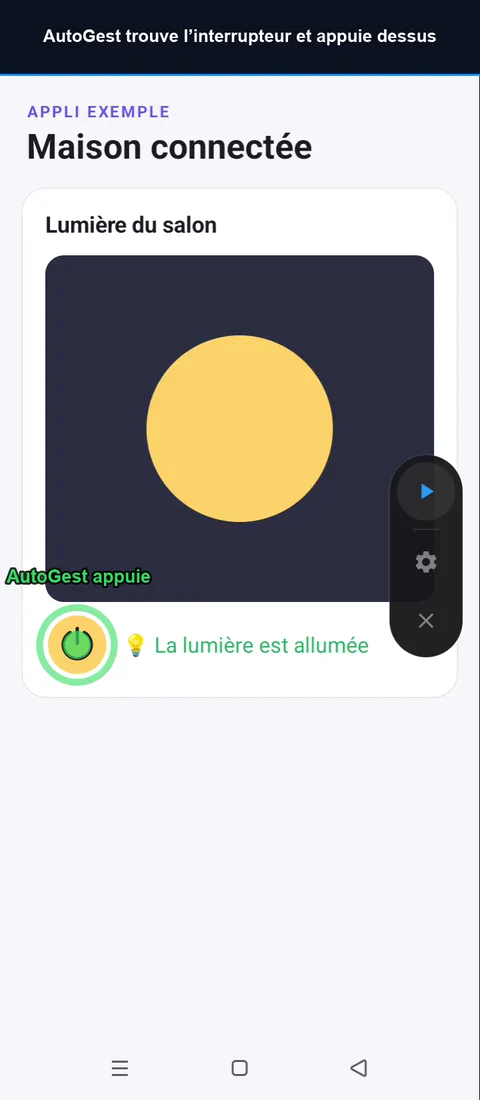 AutoGest trouve l’interrupteur et appuie dessus
APPLI EXEMPLE
Maison connectée
Lumière du salon
AutoGest appuie
La lumière est allumée